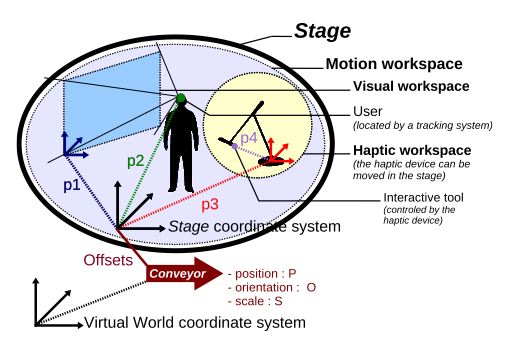 Stage
Motion workspace
Visual workspace
User
(located by a tracking system)
Haptic workspace
(the haptic device can be
moved in the stage)
Interactive tool
(controled by the
haptic device)
p4
p2
p1
p3
Stage coordinate system
Offsets
Conveyor
- position : P
- orientation : O
- scale : S
Virtual World coordinate system